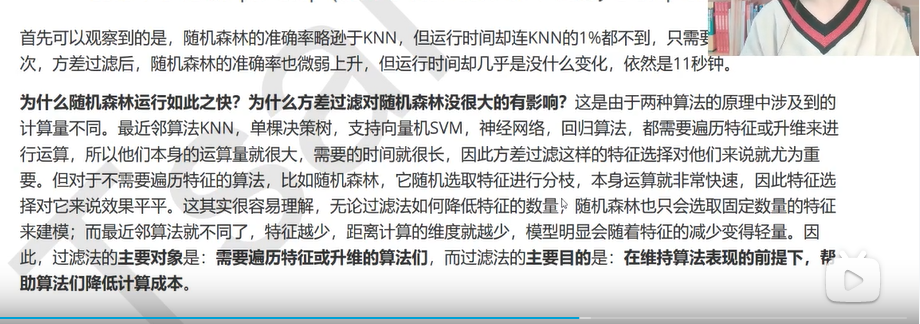 首先可以观察到的是，随机森林的准确率略逊于KNN，但运行时间却连KNN的1%都不到，只需要
次，方差过滤后，随机森林的准确率也微弱上升，但运行时间却几乎是没什么变化，依然是11秒钟。
为什么随机森林运行如此之快？为什么方差过滤对随机森林没很大的有影响？这是由于两种算法的原理中涉及到的
计算量不同。最近邻算法KNN，单棵决策树，支持向量机SVM，神经网络，回归算法，都需要遍历特征或升维来进
行运算，所以他们本身的运算量就很大，需要的时间就很长，因此方差过滤这样的特征选择对他们来说就尤为重
要。但对于不需要遍历特征的算法，比如随机森林，它随机选取特征进行分枝，本身运算就非常快速，因此特征选
择对它来说效果平平。这其实很容易理解，无论过滤法如何降低特征的数量，随机森林也只会选取固定数量的特征
来建模；而最近邻算法就不同了，特征越少，距离计算的维度就越少，模型明显会随着特征的减少变得轻量。因
此，过滤法的主要对象是：需要遍历特征或升维的算法们，而过滤法的主要目的是：在维持算法表现的前提下，帮
助算法们降低计算成本。